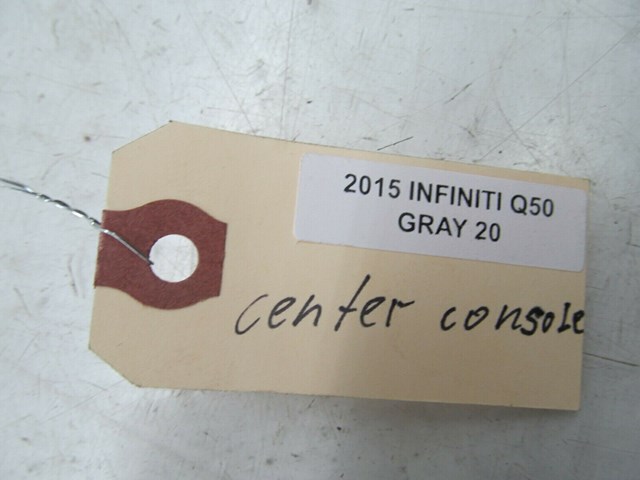 2015 INFINITI Q50
GRAY 20
center console